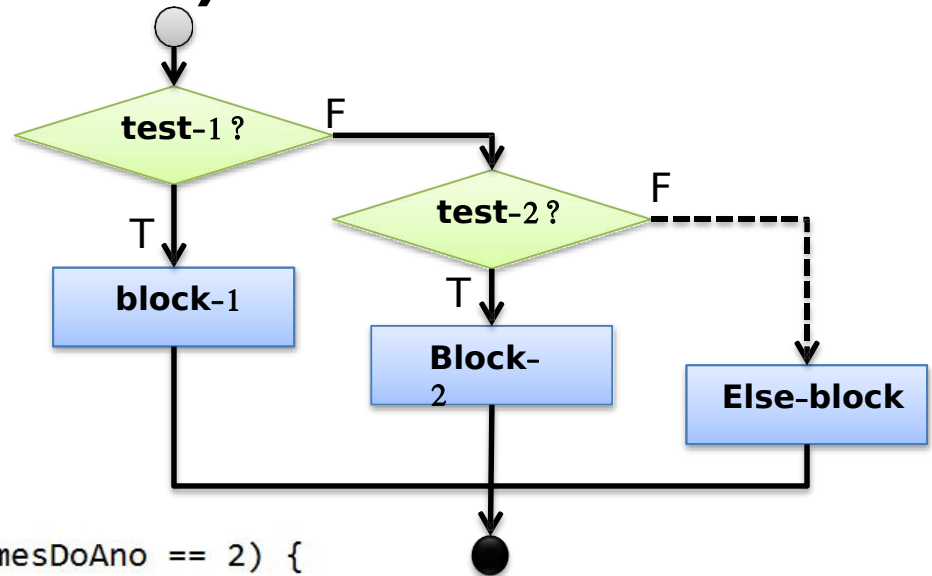 F
test-1?
F
test-2?
T
T
block-1
Block-
2
Else-block
mesDoAno == 2) {